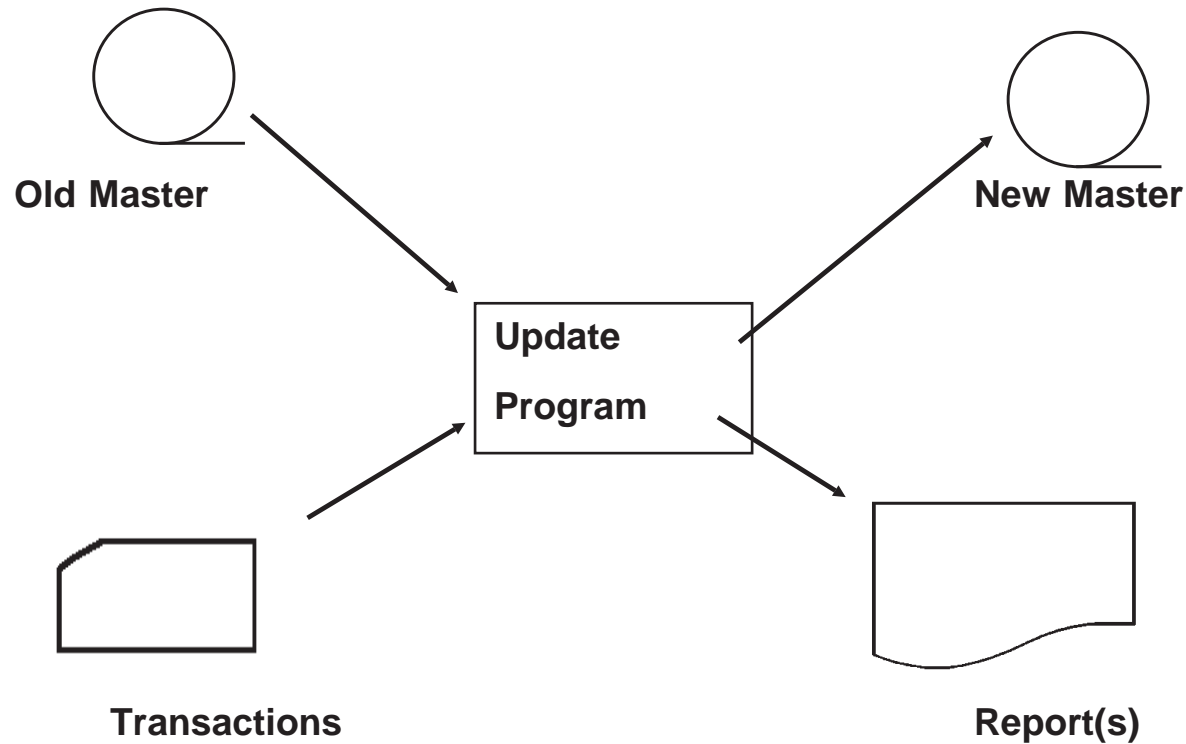 Old Master
New Master
Update
Program
Transactions
Report(s)